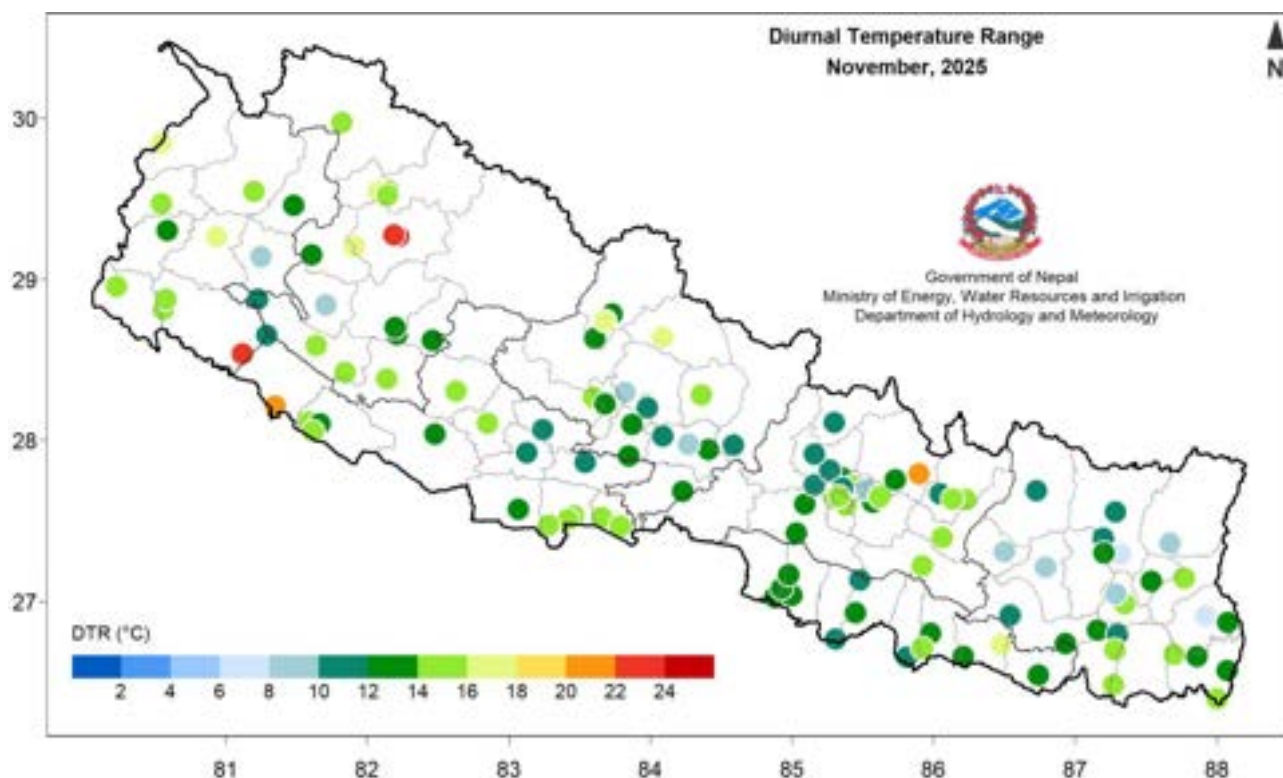 Diurnal Temperature Range
November, 2025
N
30
Government of Nepal
29
Ministry of Energy, Water Resources and Irrigation
Department of Hydrology and Meteorology
28
27
DTR (°C)
2 4 6 8 10 12 14 16 18 20 22 24
81 82 83 84 85 86 87 88